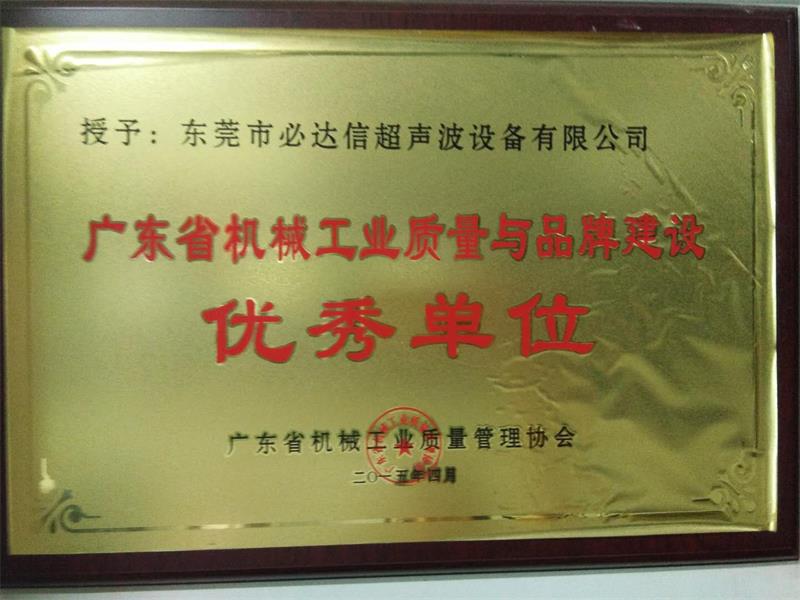 授予：东莞市必达信超声波设备有限公司
广东省机械工业质量与品牌建设
优秀单位
广东省机械工业质量管理协会
二〇一五年四月